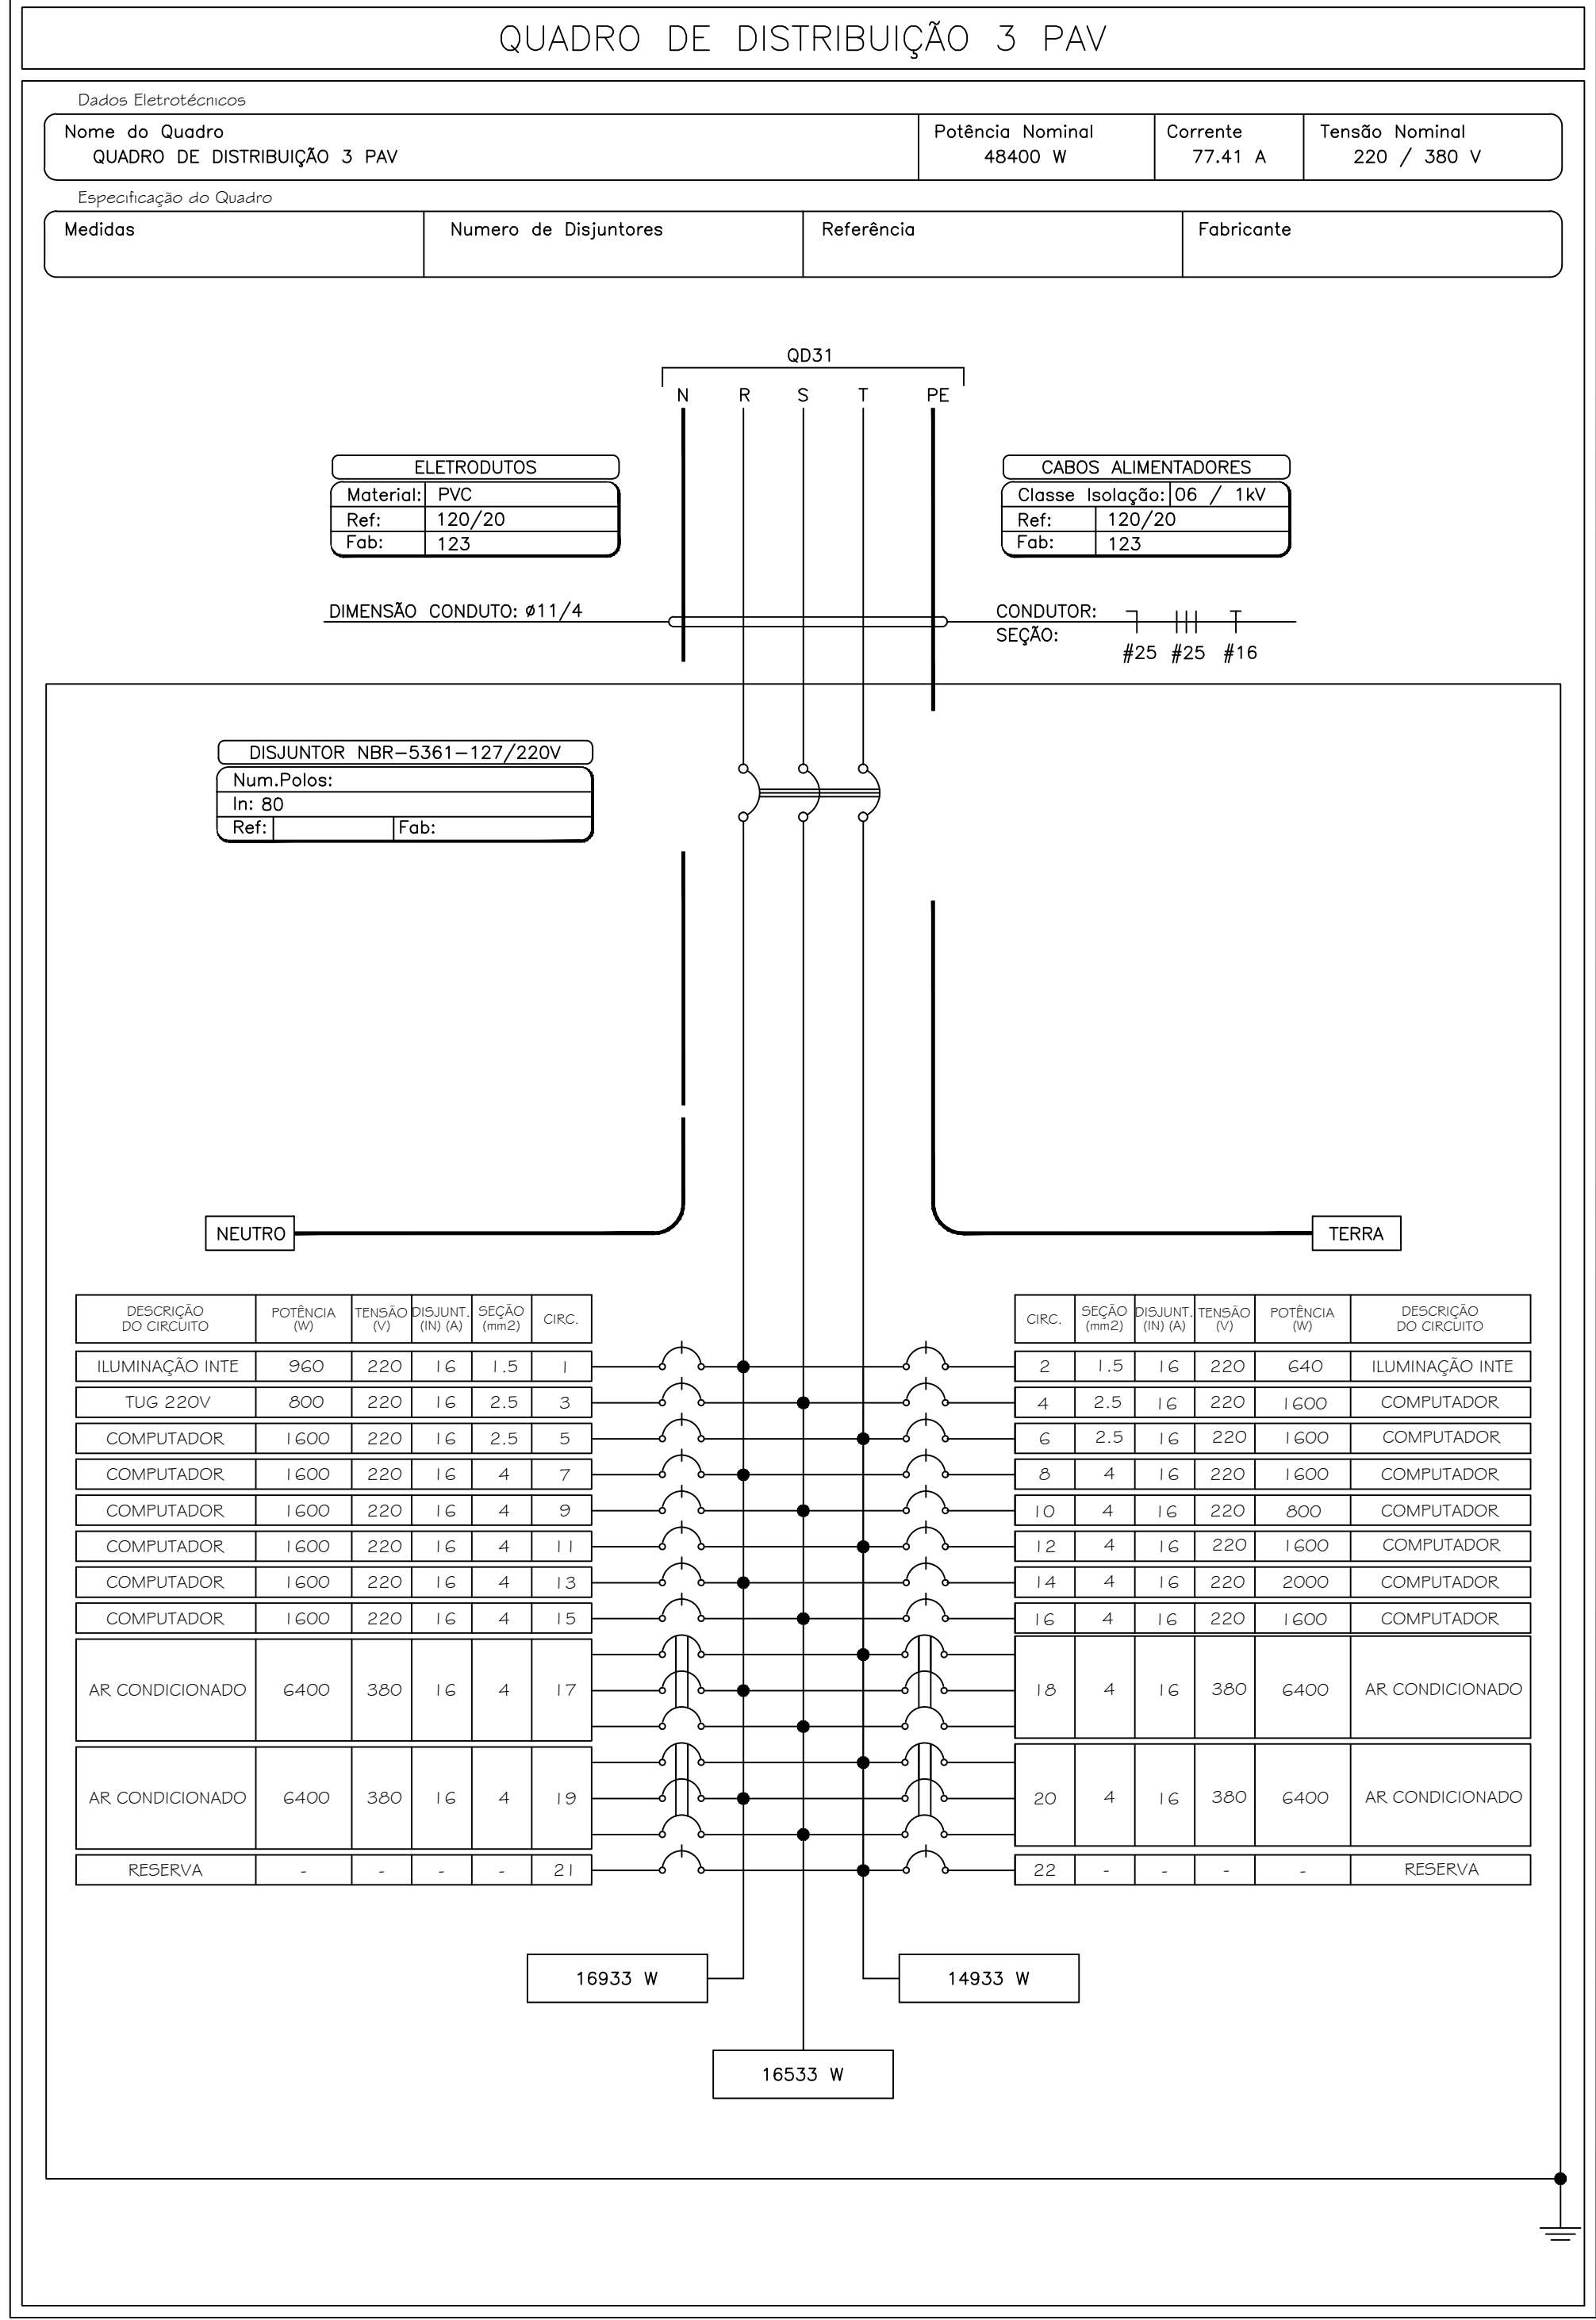 QUADRO DE DISTRIBUIÇÃO 3 PAV
Dados Eletrotécnicos
Nome do Quadro
QUADRO DE DISTRIBUIÇÃO 3 PAV
Potência Nominal
48400 W
Corrente
77.41 A
Tensão Nominal
220 / 380 V
Especificação do Quadro
Medidas
Numero de Disjuntores
Referência
Fabricante
QD31
N R S T PE
ELETRODUTOS
Material: PVC
Ref: 120/20
Fab: 123
CABOS ALIMENTADORES
Classe Isolação: 06 / 1kV
Ref: 120/20
Fab: 123
DIMENSÃO CONDUTO: ø11/4
CONDUTOR:
SEÇÃO:
#25 #25 #16
DISJUNTOR NBR-5361-127/220V
Num.Polos:
In: 80
Ref: Fab:
NEUTRO
TERRA
DESCRIÇÃO DO CIRCUITO POTÊNCIA (W) TENSÃO (V) DISJUNT. (IN) (A) SEÇÃO (mm2) CIRC.
ILUMINAÇÃO INTE 960 220 16 1.5 1
TUG 220V 800 220 16 2.5 3
COMPUTADOR 1600 220 16 2.5 5
COMPUTADOR 1600 220 16 4 7
COMPUTADOR 1600 220 16 4 9
COMPUTADOR 1600 220 16 4 11
COMPUTADOR 1600 220 16 4 13
COMPUTADOR 1600 220 16 4 15
AR CONDICIONADO 6400 380 16 4 17
AR CONDICIONADO 6400 380 16 4 19
RESERVA - - - - 21
CIRC. SEÇÃO (mm2) DISJUNT. (IN) (A) TENSÃO (V) POTÊNCIA (W) DESCRIÇÃO DO CIRCUITO
2 1.5 16 220 640 ILUMINAÇÃO INTE
4 2.5 16 220 1600 COMPUTADOR
6 2.5 16 220 1600 COMPUTADOR
8 4 16 220 1600 COMPUTADOR
10 4 16 220 800 COMPUTADOR
12 4 16 220 1600 COMPUTADOR
14 4 16 220 2000 COMPUTADOR
16 4 16 220 1600 COMPUTADOR
18 4 16 380 6400 AR CONDICIONADO
20 4 16 380 6400 AR CONDICIONADO
22 - - - - RESERVA
16933 W
14933 W
16533 W